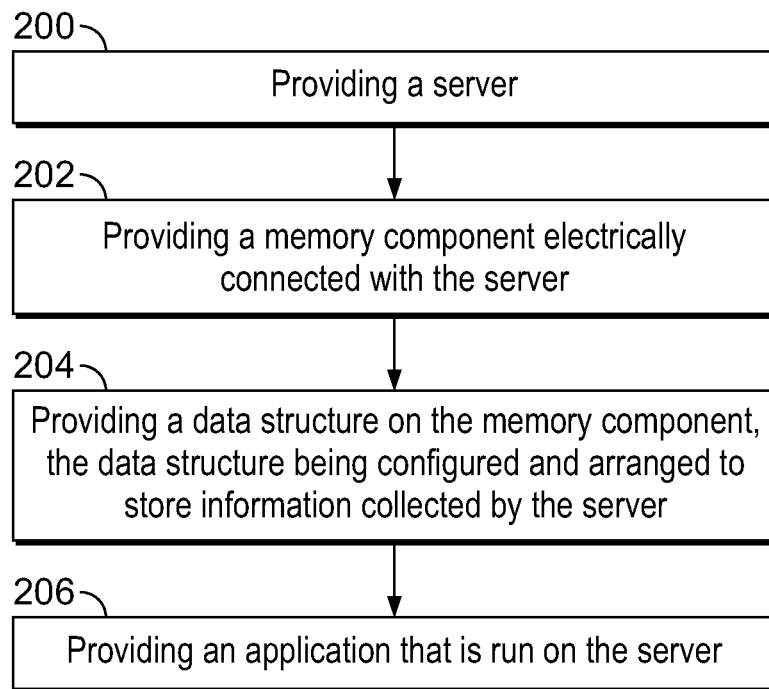 200
Providing a server
202
Providing a memory component electrically
connected with the server
204
Providing a data structure on the memory component,
the data structure being configured and arranged to
store information collected by the server
206
Providing an application that is run on the server